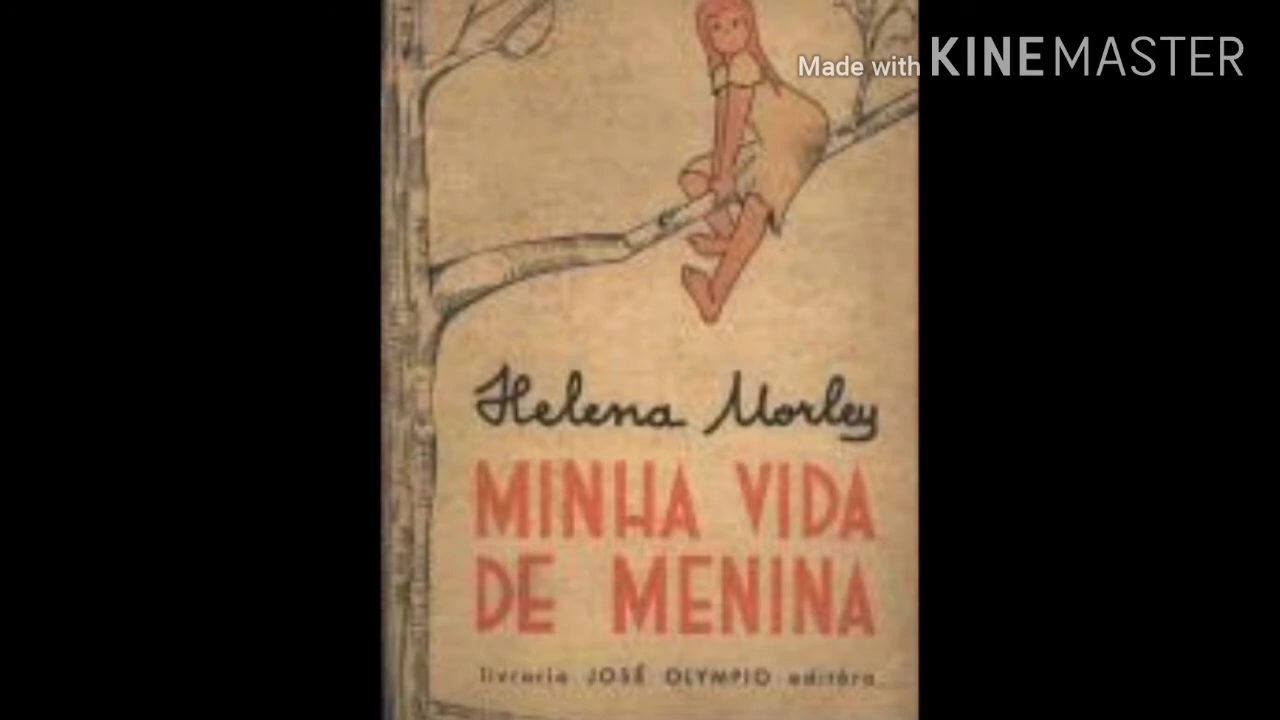 Made with KINEMASTER
Helena Morley
MINHA VIDA
DE MENINA
livraria JOSÉ OLYMPIO editôra